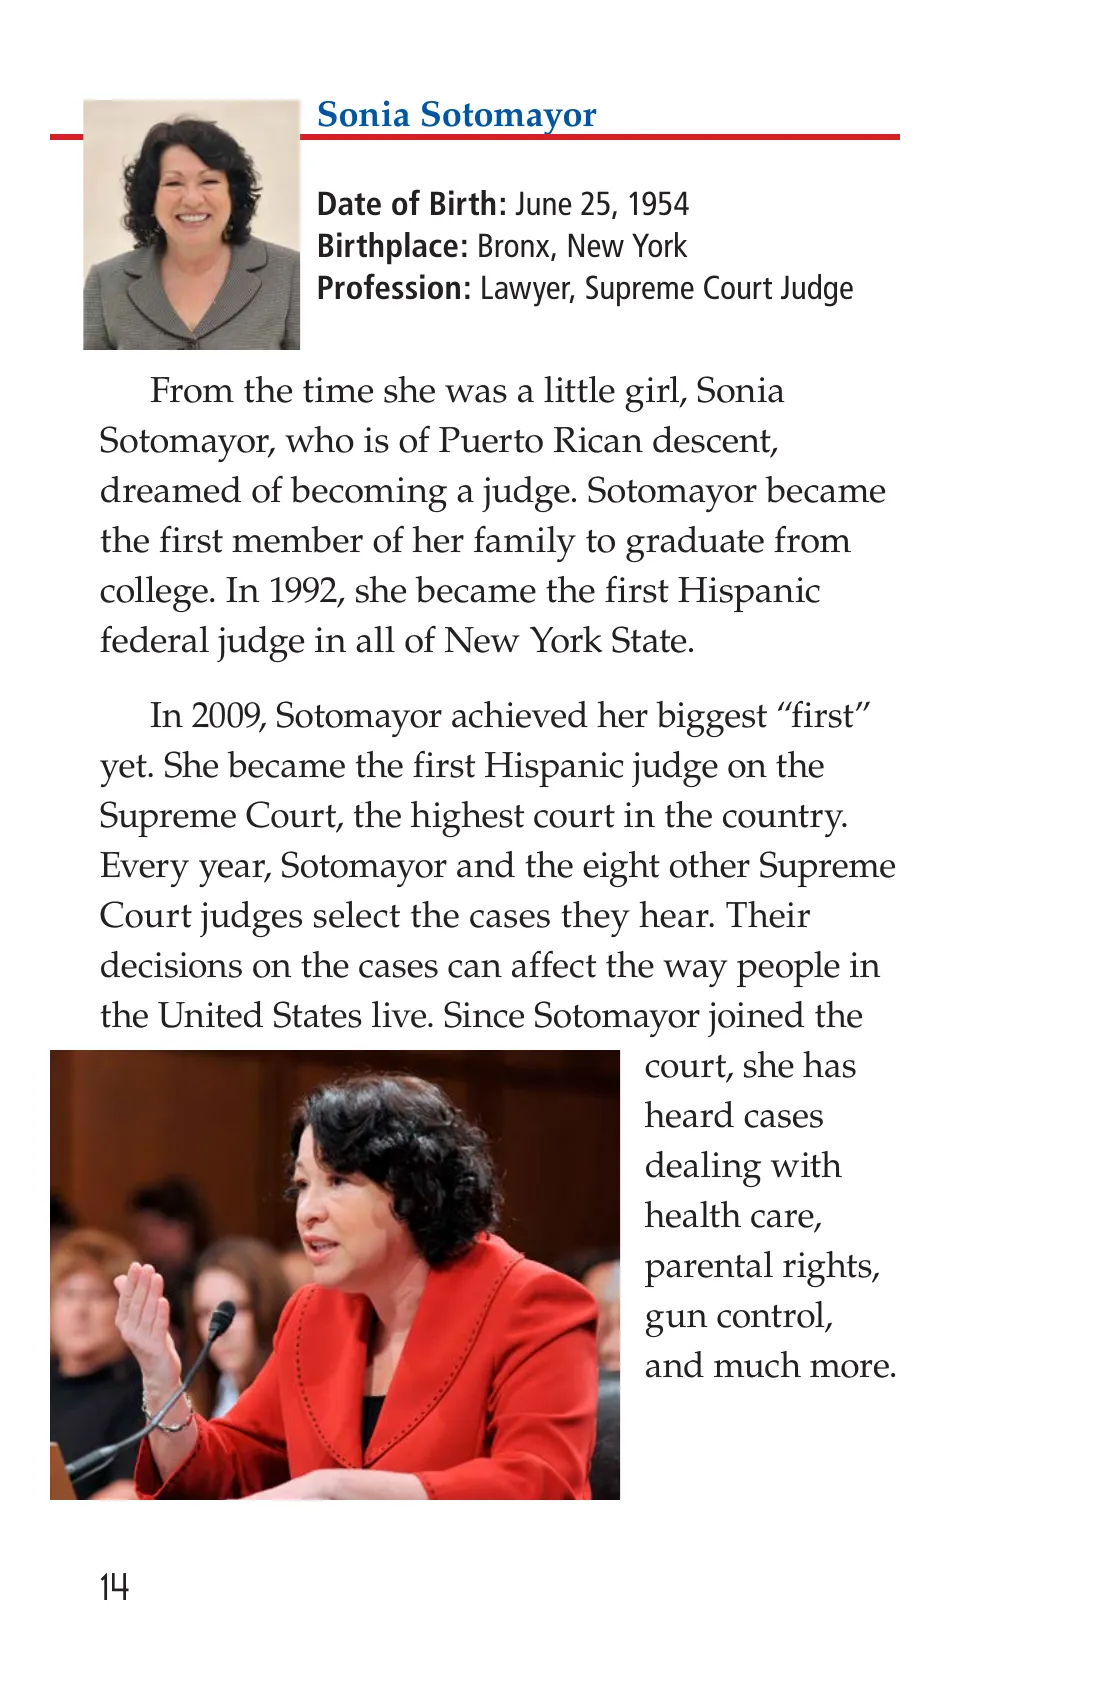 Sonia Sotomayor
Date of Birth: June 25, 1954
Birthplace: Bronx, New York
Profession: Lawyer, Supreme Court Judge
From the time she was a little girl, Sonia
Sotomayor, who is of Puerto Rican descent,
dreamed of becoming a judge. Sotomayor became
the first member of her family to graduate from
college. In 1992, she became the first Hispanic
federal judge in all of New York State.
In 2009, Sotomayor achieved her biggest “first”
yet. She became the first Hispanic judge on the
Supreme Court, the highest court in the country.
Every year, Sotomayor and the eight other Supreme
Court judges select the cases they hear. Their
decisions on the cases can affect the way people in
the United States live. Since Sotomayor joined the
court, she has
heard cases
dealing with
health care,
parental rights,
gun control,
and much more.
14